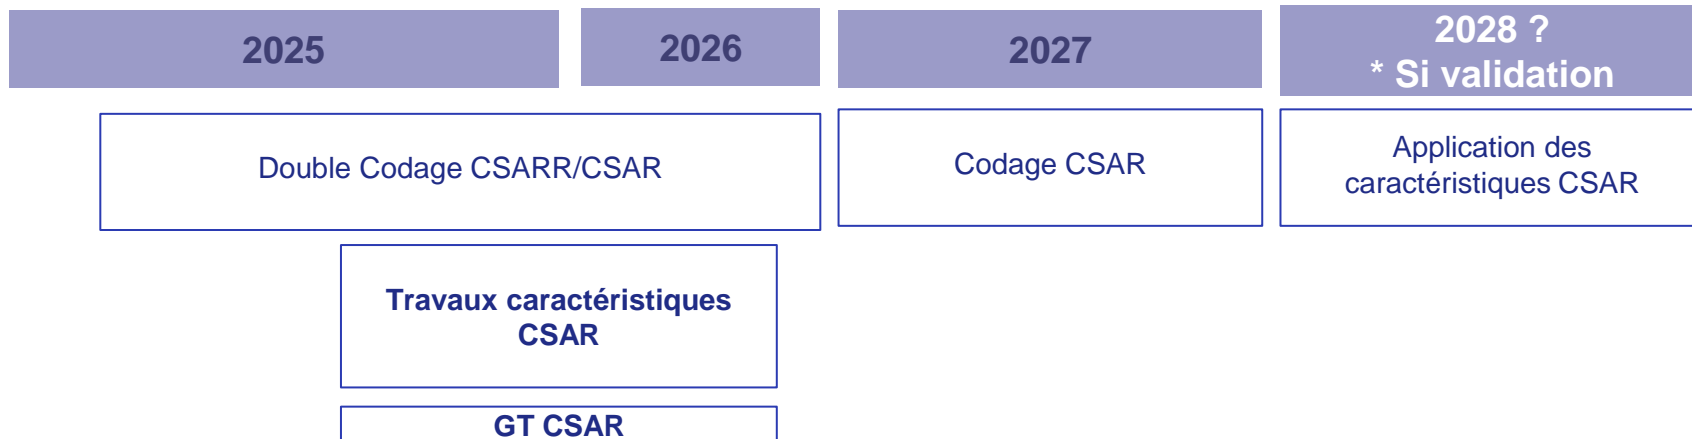 2025
2026
2027
2028 ?
* Si validation
Double Codage CSARR/CSAR
Codage CSAR
Application des
caractéristiques CSAR
Travaux caractéristiques
CSAR
GT CSAR